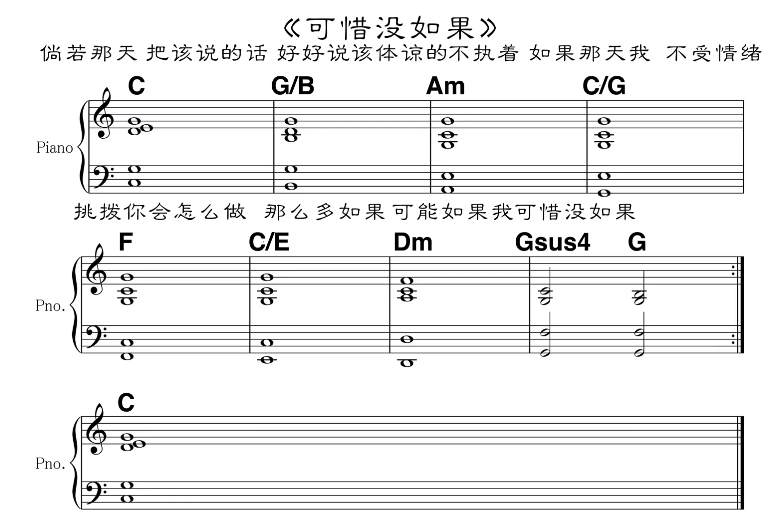 《可惜没如果》
倘若那天 把该说的话 好好说该体谅的不执着 如果那天我 不受情绪
C G/B Am C/G
Piano
挑拨你会怎么做 那么多如果 可能如果我可惜没如果
F C/E Dm Gsus4 G
Pno.
C
Pno.